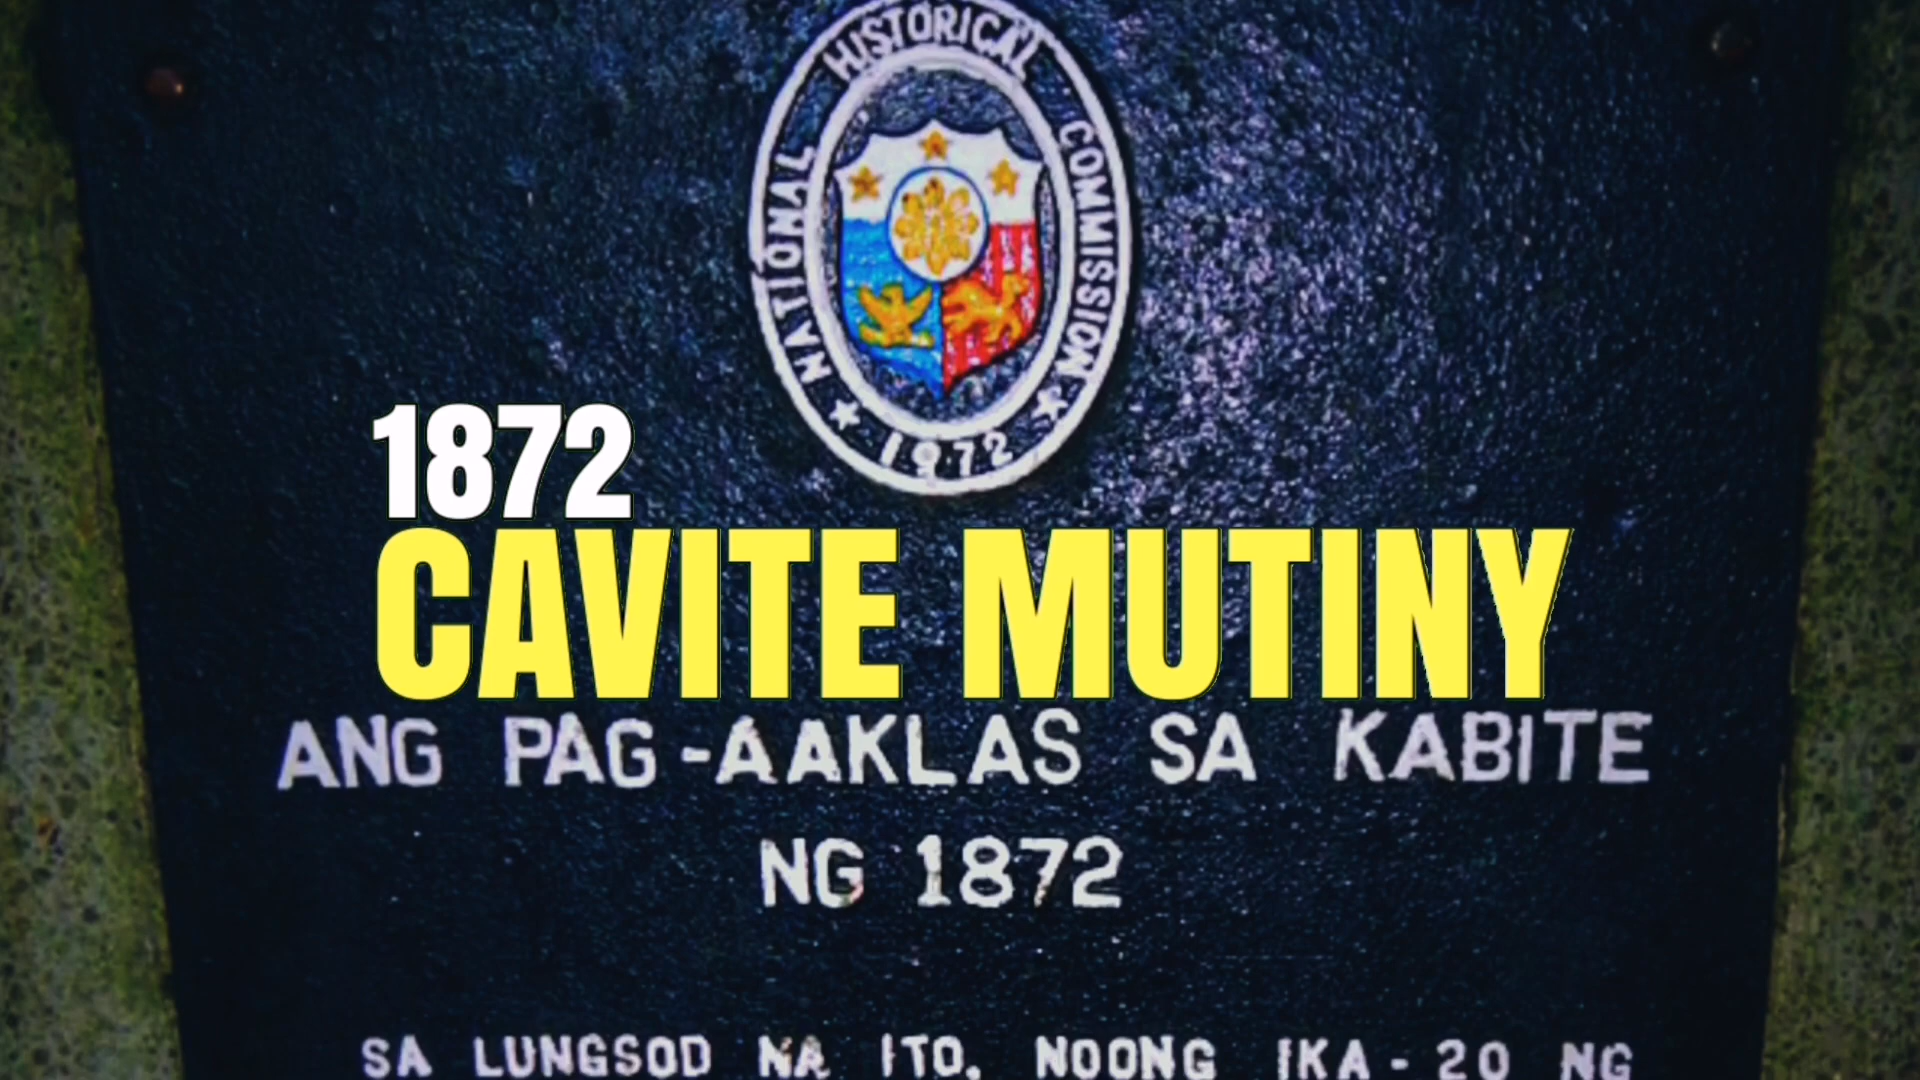 NATIONAL HISTORICAL COMMISSION
1972
1872
CAVITE MUTINY
ANG PAG-AAKLAS SA KABITE
NG 1872
SA LUNGSOD NA ITO, NOONG IKA-20 NG